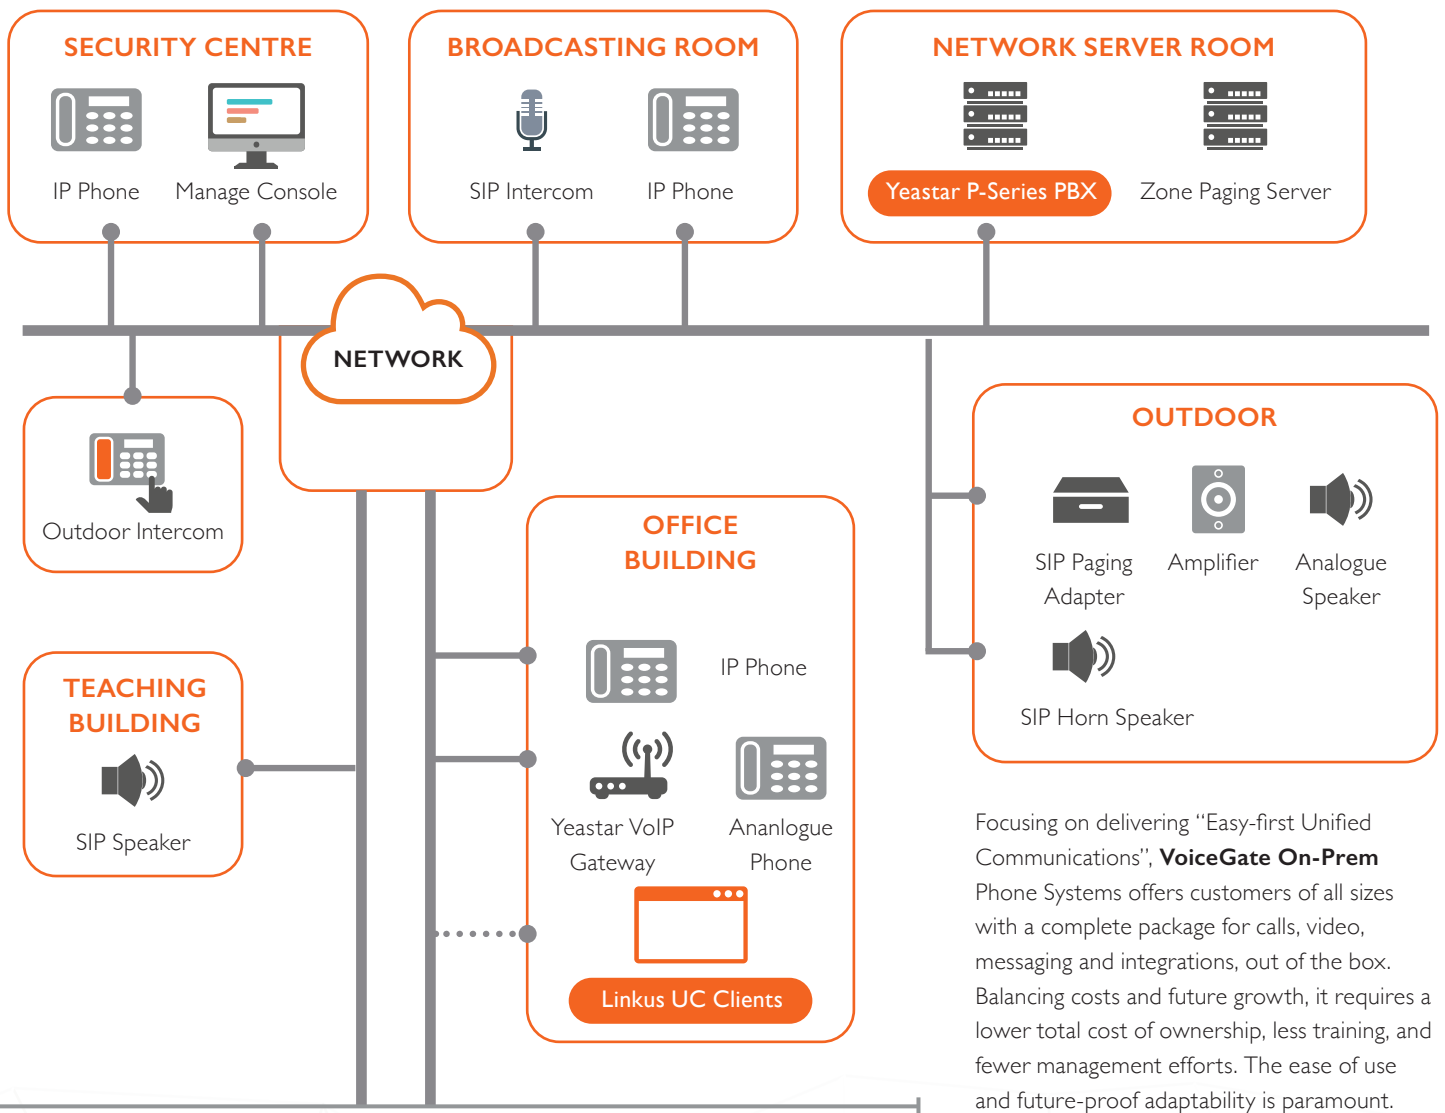 SECURITY CENTRE
IP Phone
Manage Console
BROADCASTING ROOM
SIP Intercom
IP Phone
NETWORK SERVER ROOM
Yeastar P-Series PBX
Zone Paging Server
NETWORK
Outdoor Intercom
TEACHING
BUILDING
SIP Speaker
OFFICE
BUILDING
IP Phone
Yeastar VoIP
Gateway
Ananlogue
Phone
Linkus UC Clients
OUTDOOR
SIP Paging
Adapter
Amplifier
Analogue
Speaker
SIP Horn Speaker
Focusing on delivering “Easy-first Unified
Communications”, VoiceGate On-Prem
Phone Systems offers customers of all sizes
with a complete package for calls, video,
messaging and integrations, out of the box.
Balancing costs and future growth, it requires a
lower total cost of ownership, less training, and
fewer management efforts. The ease of use
and future-proof adaptability is paramount.